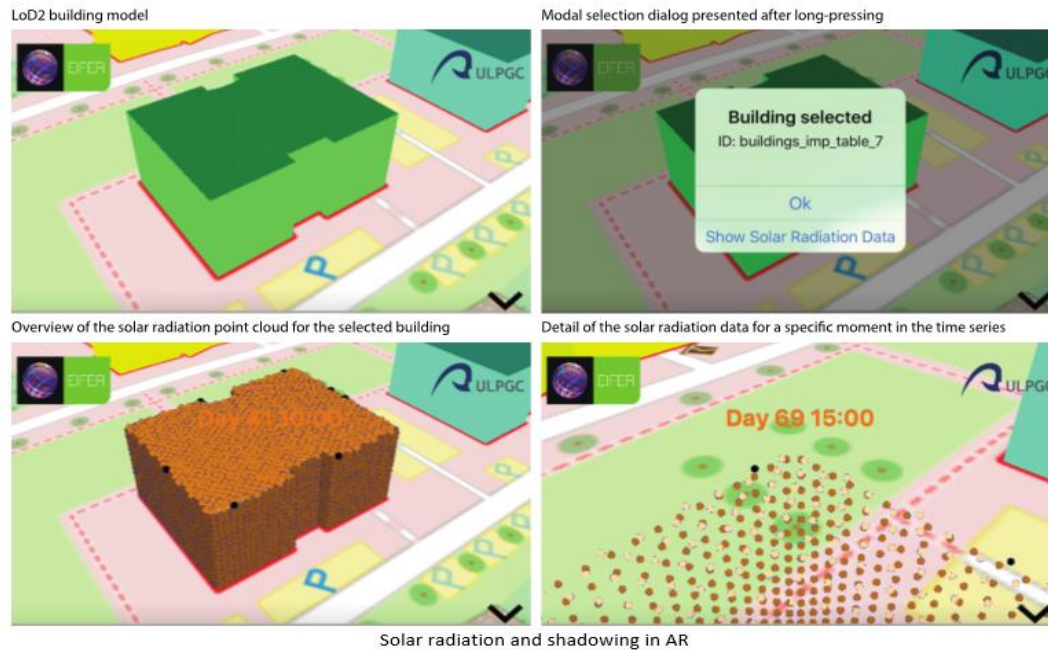 LoD2 building model
Modal selection dialog presented after long-pressing
EIFER
ULPGC
P
P
EIFER
ULPGC
Building selected
ID: buildings_imp_table_7
Ok
Show Solar Radiation Data
P
P
Overview of the solar radiation point cloud for the selected building
Detail of the solar radiation data for a specific moment in the time series
EIFER
ULPGC
Day
P
P
EIFER
ULPGC
Day 69 15:00
Solar radiation and shadowing in AR